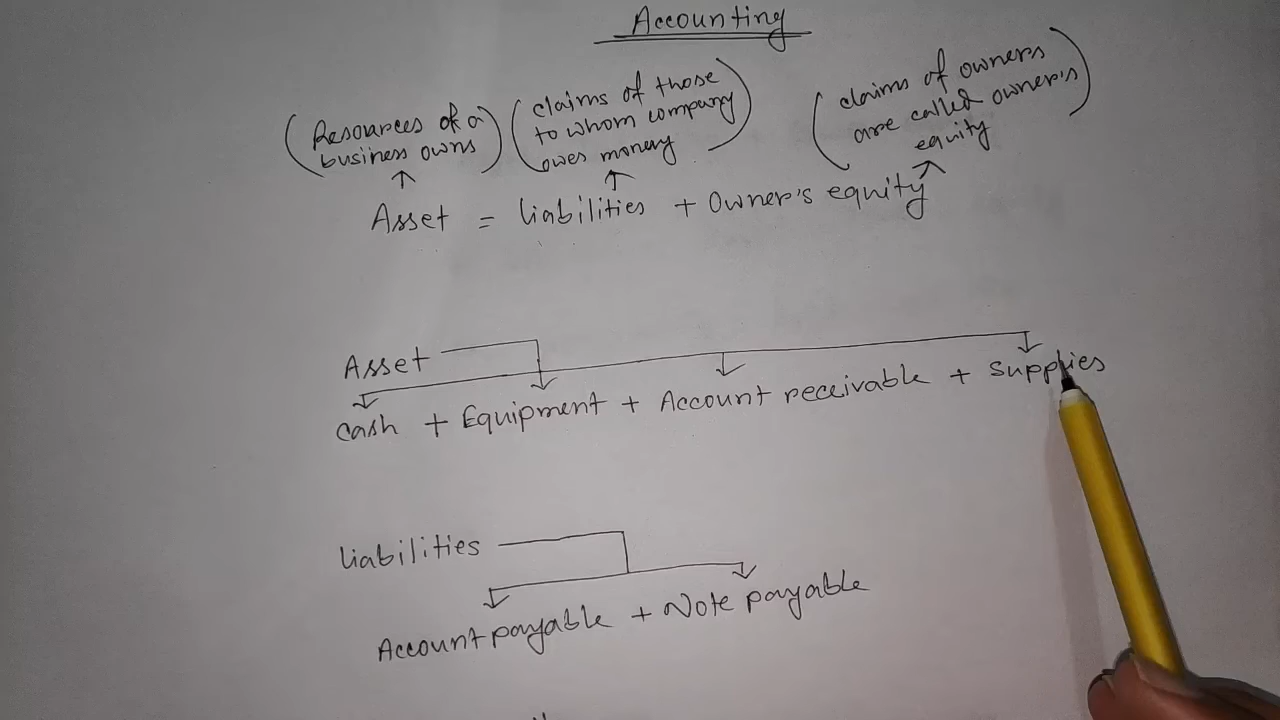 Accounting
(Resources of a
business owns)
(claims of those
to whom company
owes money)
(claims of owners
are called owner's
equity)
Asset = liabilities + Owner's equity
Asset
Cash + Equipment + Account receivable + Supplies
liabilities
Account payable + Note payable